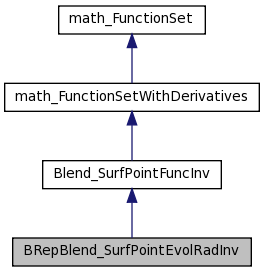 math_FunctionSet
math_FunctionSetWithDerivatives
Blend_SurfPointFuncInv
BRepBlend_SurfPointEvolRadInv